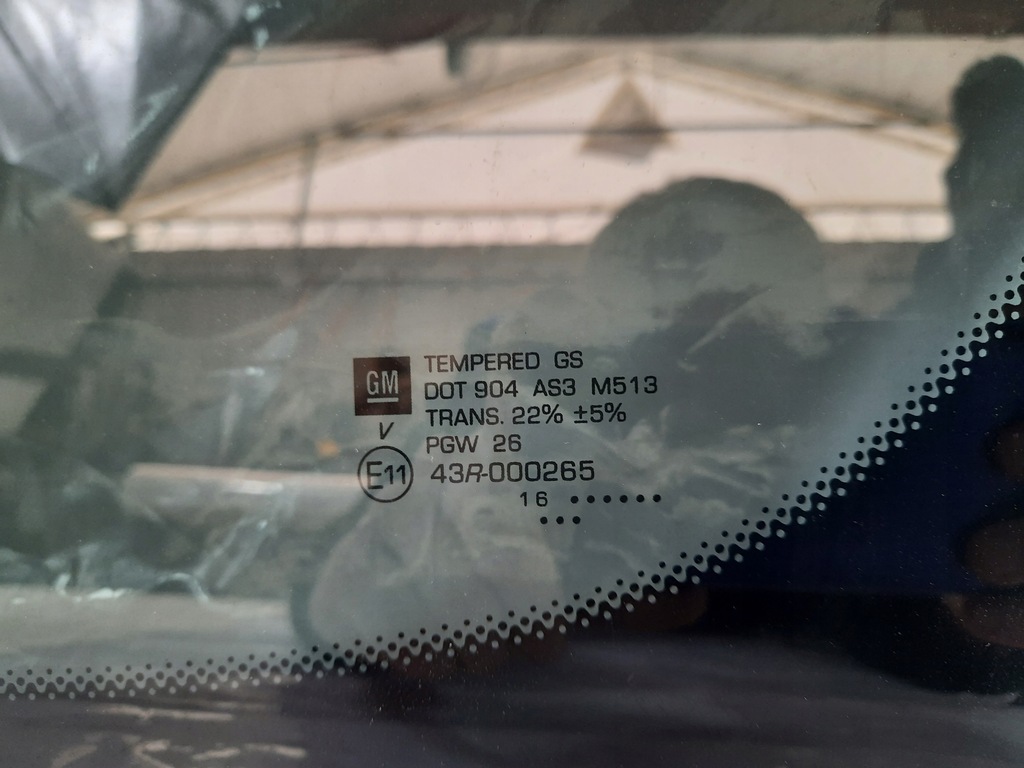 GM
TEMPERED GS
DOT 904 AS3 M513
TRANS. 22% ±5%
V
PGW 26
E11
43R-000265
16 ••••••
•••